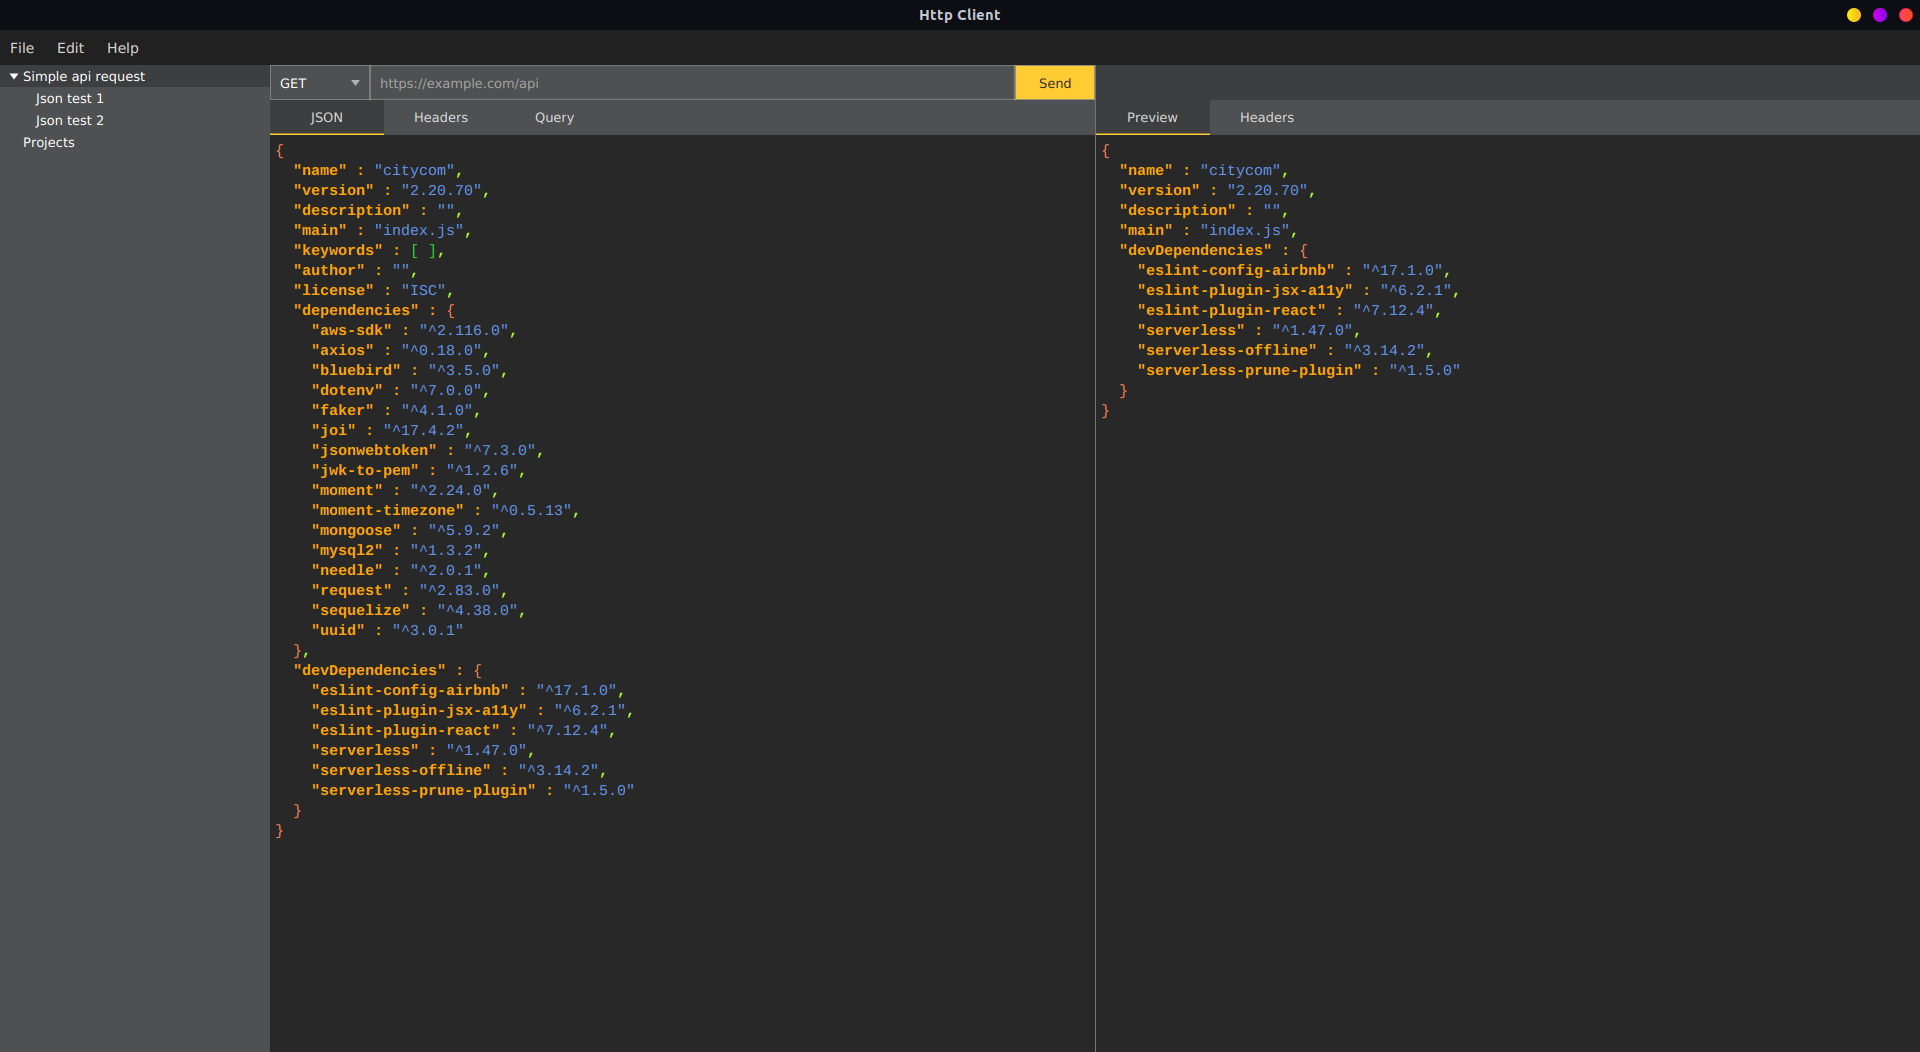 Http Client
File Edit Help
Simple api request
Json test 1
Json test 2
Projects
GET https://example.com/api Send
JSON Headers Query
{
"name" : "citycom",
"version" : "2.20.70",
"description" : "",
"main" : "index.js",
"keywords" : [ ],
"author" : "",
"license" : "ISC",
"dependencies" : {
"aws-sdk" : "^2.116.0",
"axios" : "^0.18.0",
"bluebird" : "^3.5.0",
"dotenv" : "^7.0.0",
"faker" : "^4.1.0",
"joi" : "^17.4.2",
"jsonwebtoken" : "^7.3.0",
"jwk-to-pem" : "^1.2.6",
"moment" : "^2.24.0",
"moment-timezone" : "^0.5.13",
"mongoose" : "^5.9.2",
"mysql2" : "^1.3.2",
"needle" : "^2.0.1",
"request" : "^2.83.0",
"sequelize" : "^4.38.0",
"uuid" : "^3.0.1"
},
"devDependencies" : {
"eslint-config-airbnb" : "^17.1.0",
"eslint-plugin-jsx-a11y" : "^6.2.1",
"eslint-plugin-react" : "^7.12.4",
"serverless" : "^1.47.0",
"serverless-offline" : "^3.14.2",
"serverless-prune-plugin" : "^1.5.0"
}
}
Preview Headers
{
"name" : "citycom",
"version" : "2.20.70",
"description" : "",
"main" : "index.js",
"devDependencies" : {
"eslint-config-airbnb" : "^17.1.0",
"eslint-plugin-jsx-a11y" : "^6.2.1",
"eslint-plugin-react" : "^7.12.4",
"serverless" : "^1.47.0",
"serverless-offline" : "^3.14.2",
"serverless-prune-plugin" : "^1.5.0"
}
}